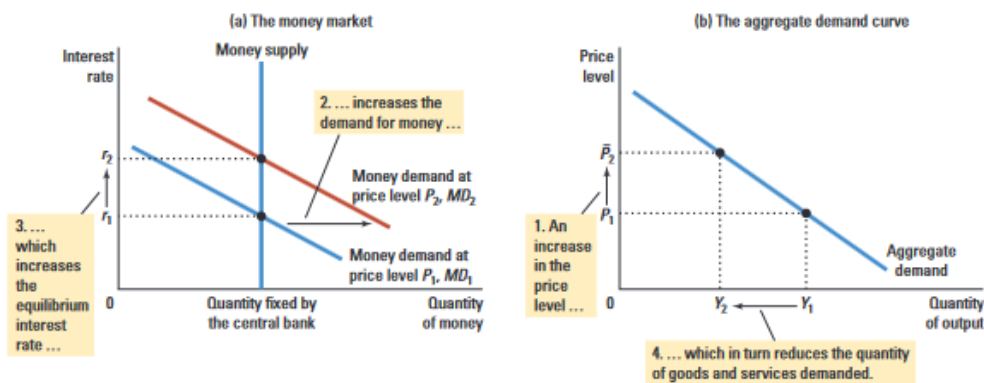 (a) The money market
Interest
rate
Money supply
2. ... increases the
demand for money ...
r2
r1
Money demand at
price level P2, MD2
Money demand at
price level P1, MD1
3. ...
which
increases
the
equilibrium
interest
rate ...
0
Quantity fixed by
the central bank
Quantity
of money
(b) The aggregate demand curve
Price
level
P̄2
P1
1. An
increase
in the
price
level ...
Aggregate
demand
0
Y2
Y1
Quantity
of output
4. ... which in turn reduces the quantity
of goods and services demanded.